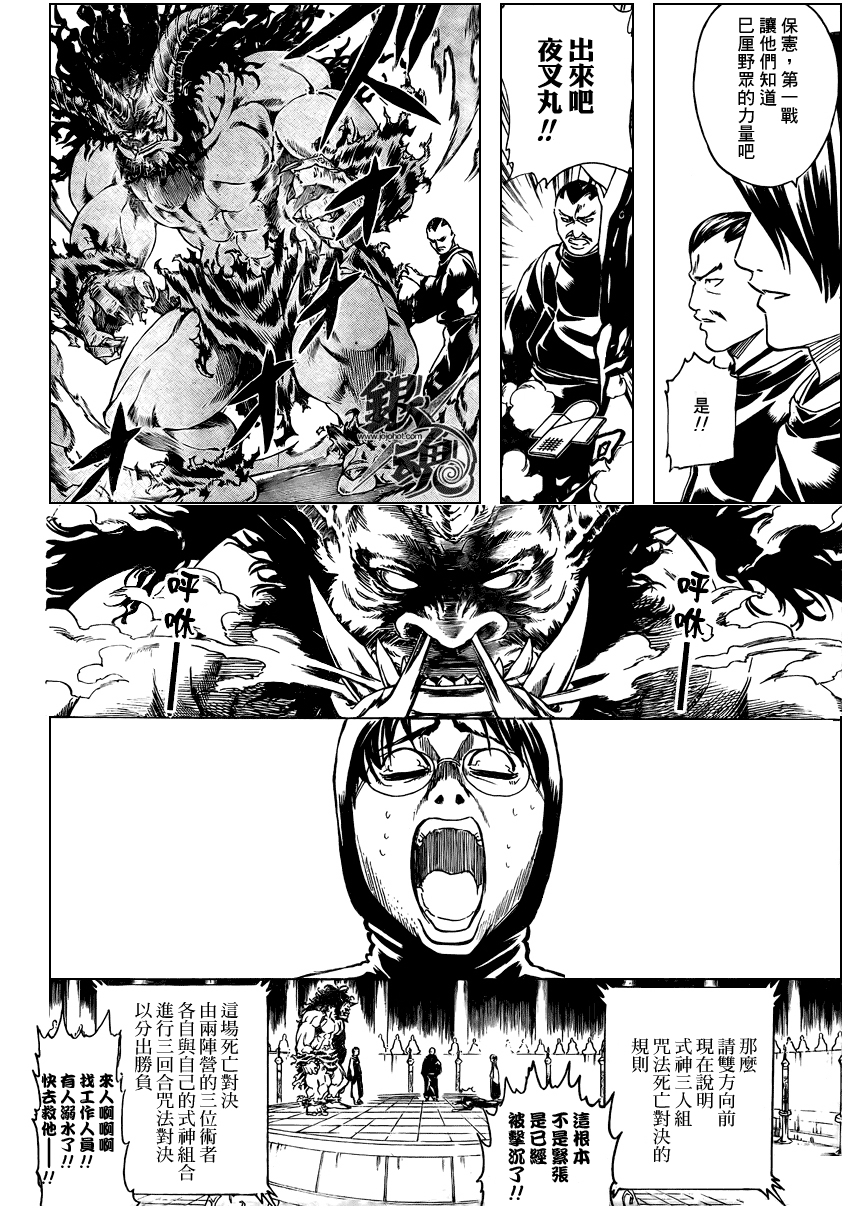 保憲，第一戰
讓他們知道
巳厘野眾的力量吧
是!!
出來吧
夜叉丸!!
銀魂
www.jojohot.com
呼咻——
呼咻——
那麼
請雙方向前
現在說明
式神三人組
咒法死亡對決的
規則
這根本
不是緊張
是已經
被擊沉了!!
這場死亡對決
由兩陣營的三位術者
各自與自己的式神組合
進行三回合咒法對決
以分出勝負
來人啊啊啊
找工作人員!!
有人溺水了!!
快去救他——!!